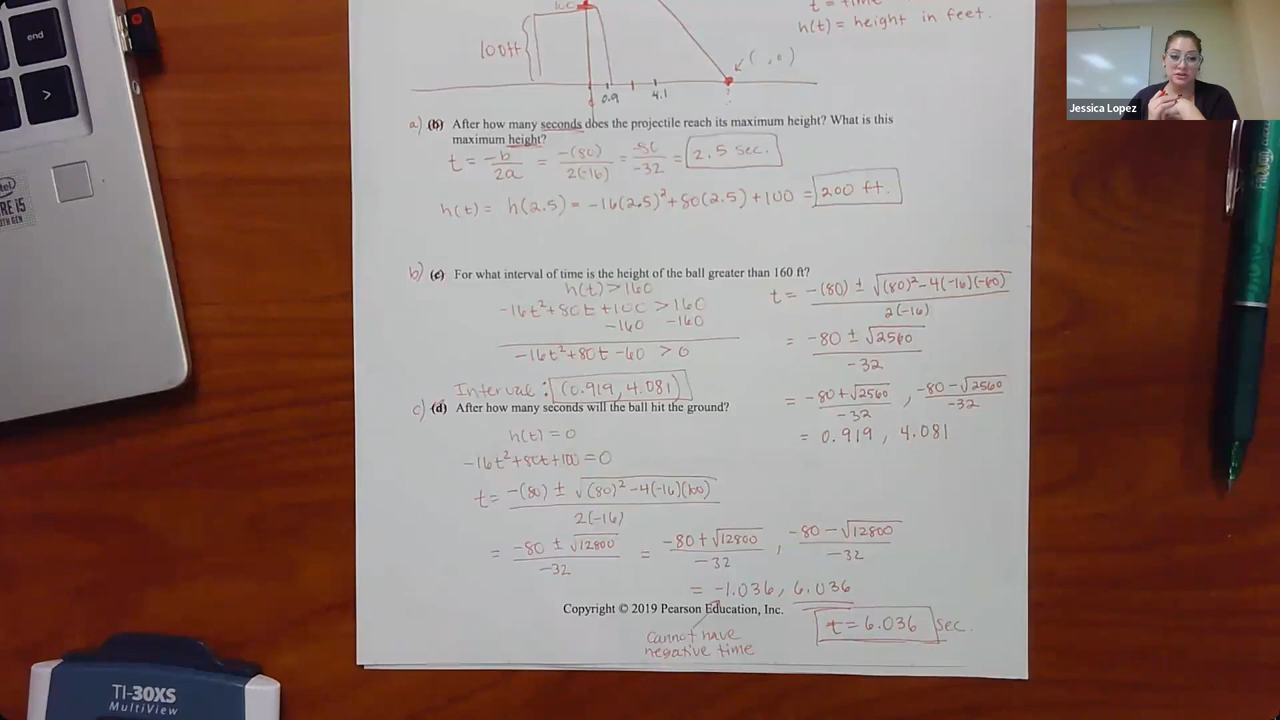 end
>
intel
RE i5
TH GEN
100
t = time
h(t) = height in feet.
100ft
( ,0)
0.9
4.1
?
Jessica Lopez
a) (b) After how many seconds does the projectile reach its maximum height? What is this
maximum height?
t = -b/2a = -(80)/2(-16) = -80/-32 = 2.5 sec.
h(t) = h(2.5) = -16(2.5)²+80(2.5)+100 = 200 ft.
b) (c) For what interval of time is the height of the ball greater than 160 ft?
h(t) > 160
-16t²+80t+100 >160
-160 -160
-16t²+80t-60 >0
Interval: (0.919, 4.081)
t = -(80) ± √(80)²-4(-16)(-60) / 2(-16)
= -80 ± √2560 / -32
= -80+√2560 / -32 , -80-√2560 / -32
= 0.919 , 4.081
c) (d) After how many seconds will the ball hit the ground?
h(t) = 0
-16t²+80t+100 = 0
t = -(80) ± √(80)²-4(-16)(100) / 2(-16)
= -80 ± √12800 / -32 = -80+√12800 / -32 , -80-√12800 / -32
= -1.036, 6.036
Copyright © 2019 Pearson Education, Inc.
cannot have
negative time
t = 6.036 sec.
TI-30XS
MultiView